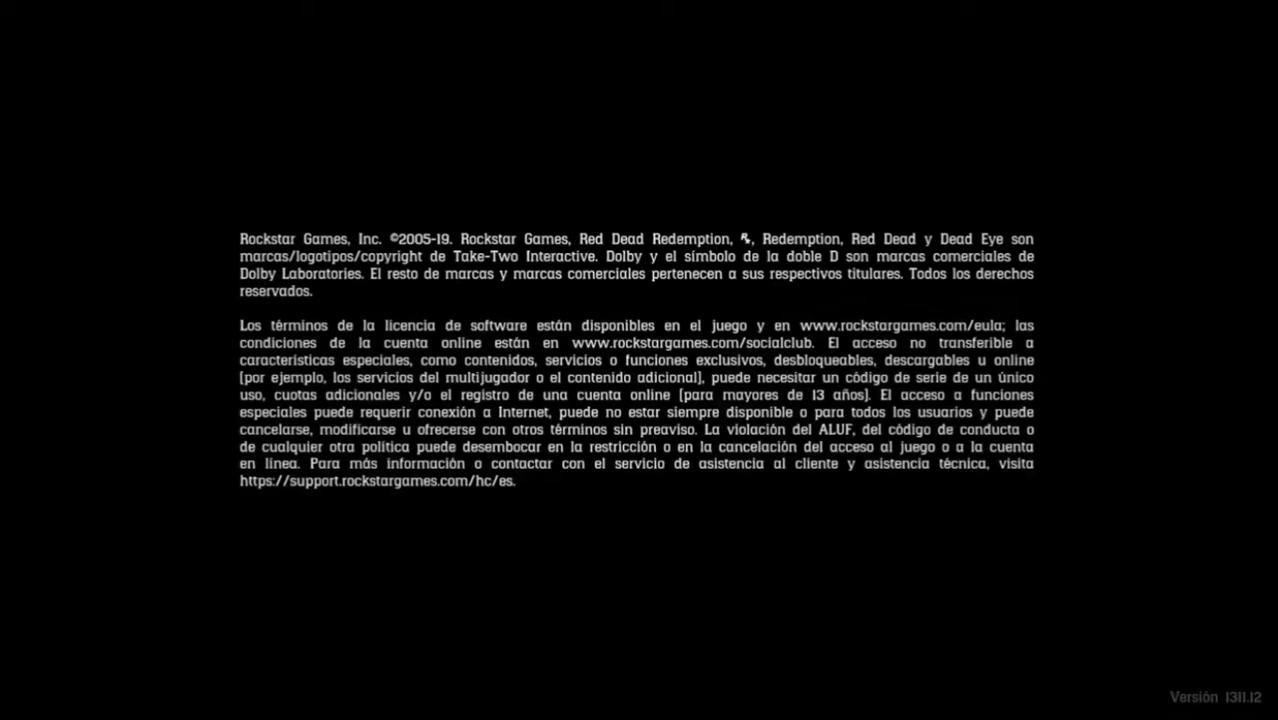 Rockstar Games, Inc. ©2005-19. Rockstar Games, Red Dead Redemption, R*, Redemption, Red Dead y Dead Eye son
marcas/logotipos/copyright de Take-Two Interactive. Dolby y el símbolo de la doble D son marcas comerciales de
Dolby Laboratories. El resto de marcas y marcas comerciales pertenecen a sus respectivos titulares. Todos los derechos
reservados.
Los términos de la licencia de software están disponibles en el juego y en www.rockstargames.com/eula; las
condiciones de la cuenta online están en www.rockstargames.com/socialclub. El acceso no transferible a
características especiales, como contenidos, servicios o funciones exclusivos, desbloqueables, descargables u online
(por ejemplo, los servicios del multijugador o el contenido adicional), puede necesitar un código de serie de un único
uso, cuotas adicionales y/o el registro de una cuenta online (para mayores de 13 años). El acceso a funciones
especiales puede requerir conexión a Internet, puede no estar siempre disponible o para todos los usuarios y puede
cancelarse, modificarse u ofrecerse con otros términos sin preaviso. La violación del ALUF, del código de conducta o
de cualquier otra política puede desembocar en la restricción o en la cancelación del acceso al juego o a la cuenta
en línea. Para más información o contactar con el servicio de asistencia al cliente y asistencia técnica, visita
https://support.rockstargames.com/hc/es.
Versión 1311.12